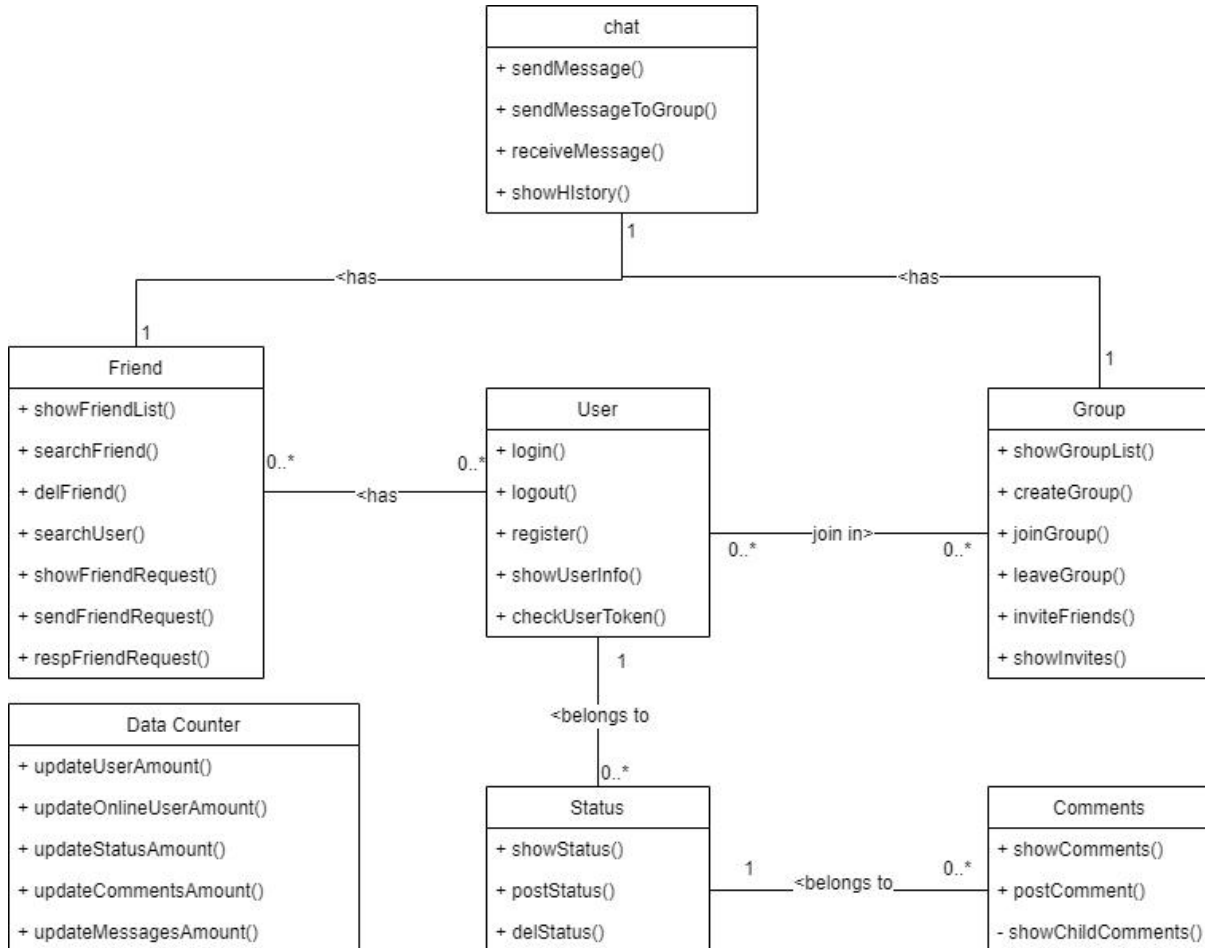 chat
+ sendMessage()
+ sendMessageToGroup()
+ receiveMessage()
+ showHIstory()
1
<has
<has
1
1
Friend
+ showFriendList()
+ searchFriend()
+ delFriend()
+ searchUser()
+ showFriendRequest()
+ sendFriendRequest()
+ respFriendRequest()
0..*
<has
0..*
User
+ login()
+ logout()
+ register()
+ showUserInfo()
+ checkUserToken()
0..*
join in>
0..*
Group
+ showGroupList()
+ createGroup()
+ joinGroup()
+ leaveGroup()
+ inviteFriends()
+ showInvites()
1
<belongs to
0..*
Data Counter
+ updateUserAmount()
+ updateOnlineUserAmount()
+ updateStatusAmount()
+ updateCommentsAmount()
+ updateMessagesAmount()
Status
+ showStatus()
+ postStatus()
+ delStatus()
1
<belongs to
0..*
Comments
+ showComments()
+ postComment()
- showChildComments()